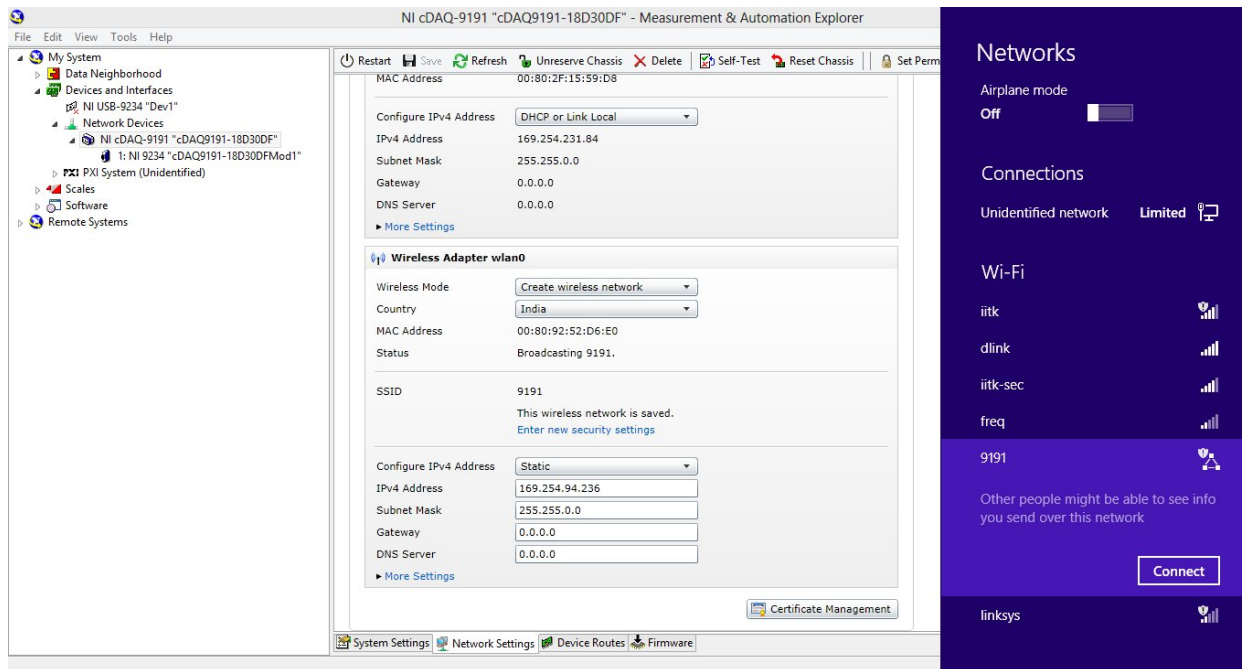 NI cDAQ-9191 "cDAQ9191-18D30DF" - Measurement & Automation Explorer
File Edit View Tools Help
My System
Data Neighborhood
Devices and Interfaces
NI USB-9234 "Dev1"
Network Devices
NI cDAQ-9191 "cDAQ9191-18D30DF"
1: NI 9234 "cDAQ9191-18D30DFMod1"
PXI PXI System (Unidentified)
Scales
Software
Remote Systems
Restart Save Refresh Unreserve Chassis Delete Self-Test Reset Chassis Set Perm
MAC Address 00:80:2F:15:59:D8
Configure IPv4 Address DHCP or Link Local
IPv4 Address 169.254.231.84
Subnet Mask 255.255.0.0
Gateway 0.0.0.0
DNS Server 0.0.0.0
More Settings
Wireless Adapter wlan0
Wireless Mode Create wireless network
Country India
MAC Address 00:80:92:52:D6:E0
Status Broadcasting 9191.
SSID 9191
This wireless network is saved.
Enter new security settings
Configure IPv4 Address Static
IPv4 Address 169.254.94.236
Subnet Mask 255.255.0.0
Gateway 0.0.0.0
DNS Server 0.0.0.0
More Settings
Certificate Management
System Settings Network Settings Device Routes Firmware
Networks
Airplane mode
Off
Connections
Unidentified network Limited
Wi-Fi
iitk
dlink
iitk-sec
freq
9191
Other people might be able to see info
you send over this network
Connect
linksys